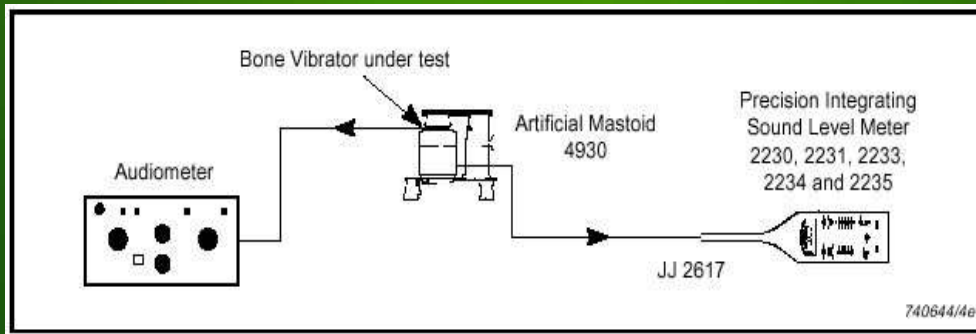 Bone Vibrator under test
Audiometer
Artificial Mastoid
4930
Precision Integrating
Sound Level Meter
2230, 2231, 2233,
2234 and 2235
JJ 2617
740644/4e